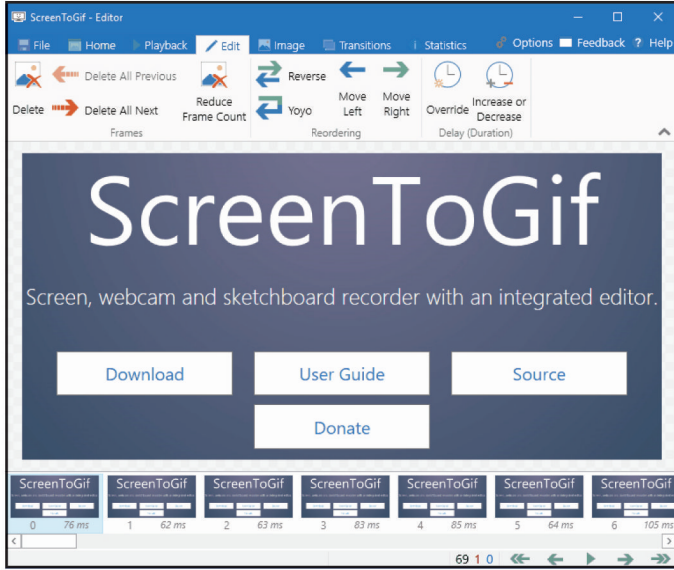 ScreenToGif - Editor
File Home Playback Edit Image Transitions Statistics Options Feedback ? Help
Delete
Delete All Previous
Delete All Next
Reduce
Frame Count
Frames
Reverse
Yoyo
Move
Left
Move
Right
Reordering
Override
Increase or
Decrease
Delay (Duration)
ScreenToGif
Screen, webcam and sketchboard recorder with an integrated editor.
Download User Guide Source
Donate
ScreenToGif ScreenToGif ScreenToGif ScreenToGif ScreenToGif ScreenToGif ScreenToGif
0 76 ms 1 62 ms 2 63 ms 3 83 ms 4 85 ms 5 64 ms 6 105 ms
69 1 0